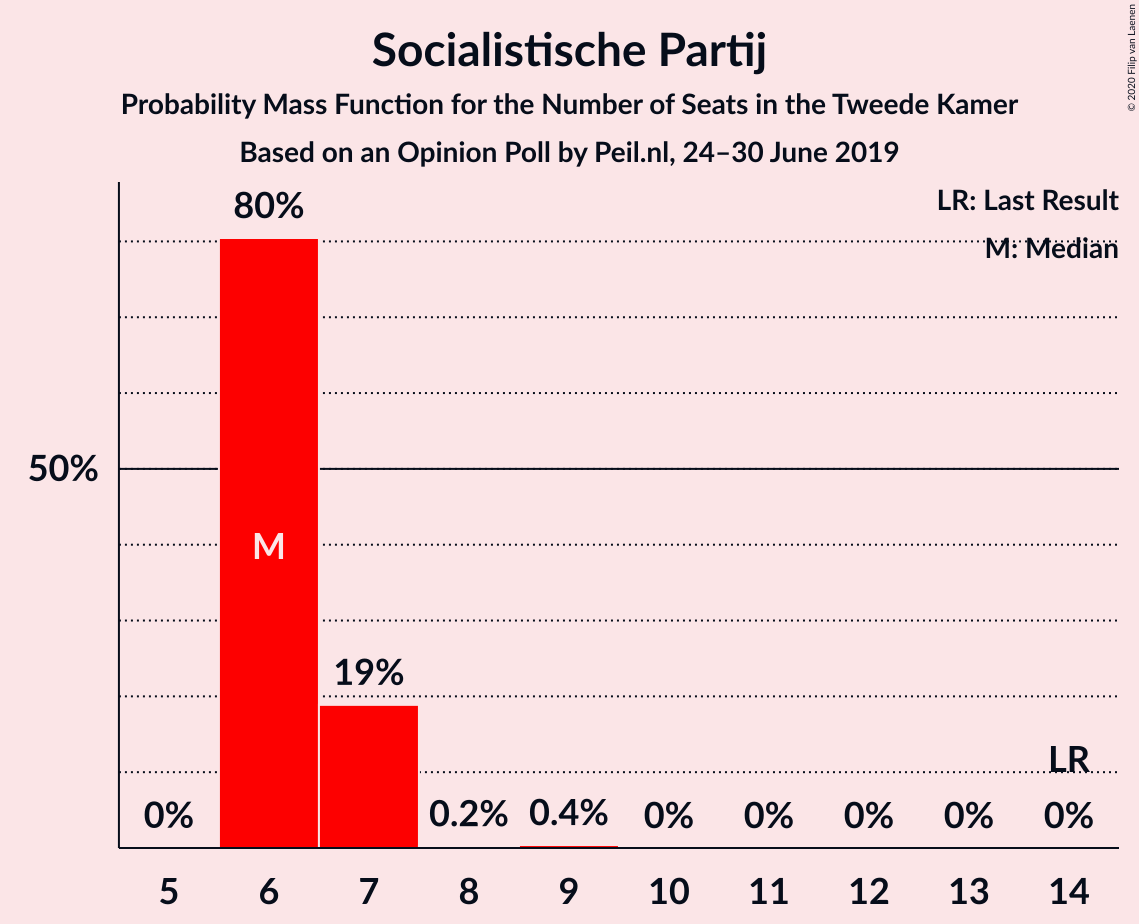 Socialistische Partij
Probability Mass Function for the Number of Seats in the Tweede Kamer
Based on an Opinion Poll by Peil.nl, 24–30 June 2019
© 2020 Filip van Laenen
LR: Last Result
M: Median
80%
50%
M
19%
LR
0%
0.2%
0.4%
0%
0%
0%
0%
0%
5 6 7 8 9 10 11 12 13 14